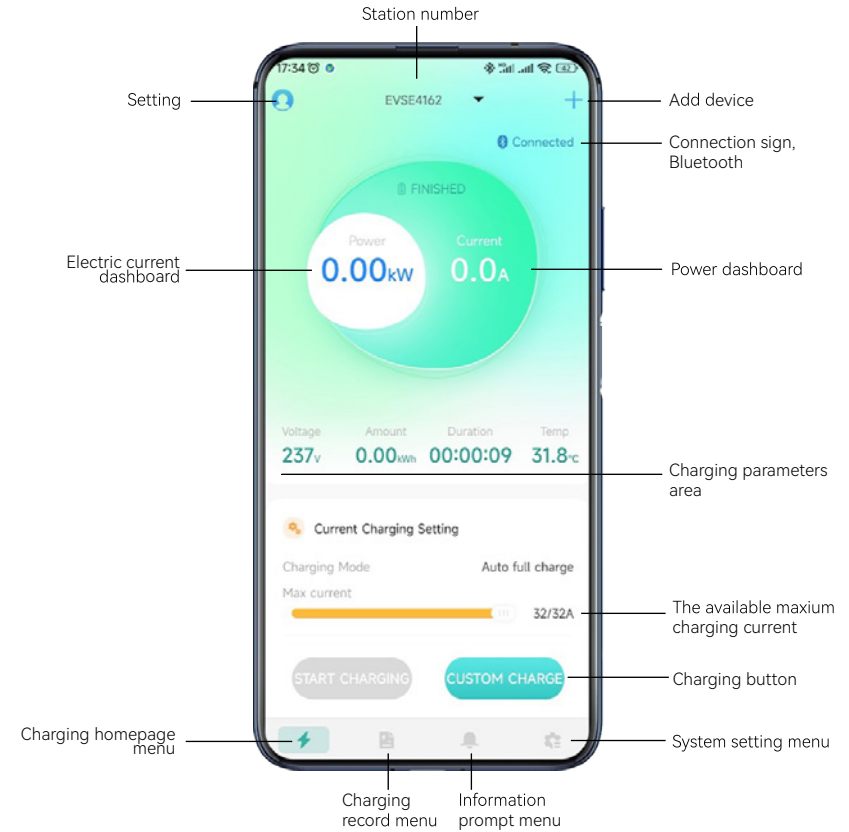 Station number
17:34
42
Setting
EVSE4162
Add device
Connected
Connection sign,
Bluetooth
FINISHED
Power
Current
Electric current
dashboard
0.00kW
0.0A
Power dashboard
Voltage Amount Duration Temp
237V 0.00kWh 00:00:09 31.8°C
Charging parameters
area
Current Charging Setting
Charging Mode Auto full charge
Max current
32/32A
The available maxium
charging current
START CHARGING
CUSTOM CHARGE
Charging button
Charging homepage
menu
System setting menu
Charging
record menu
Information
prompt menu